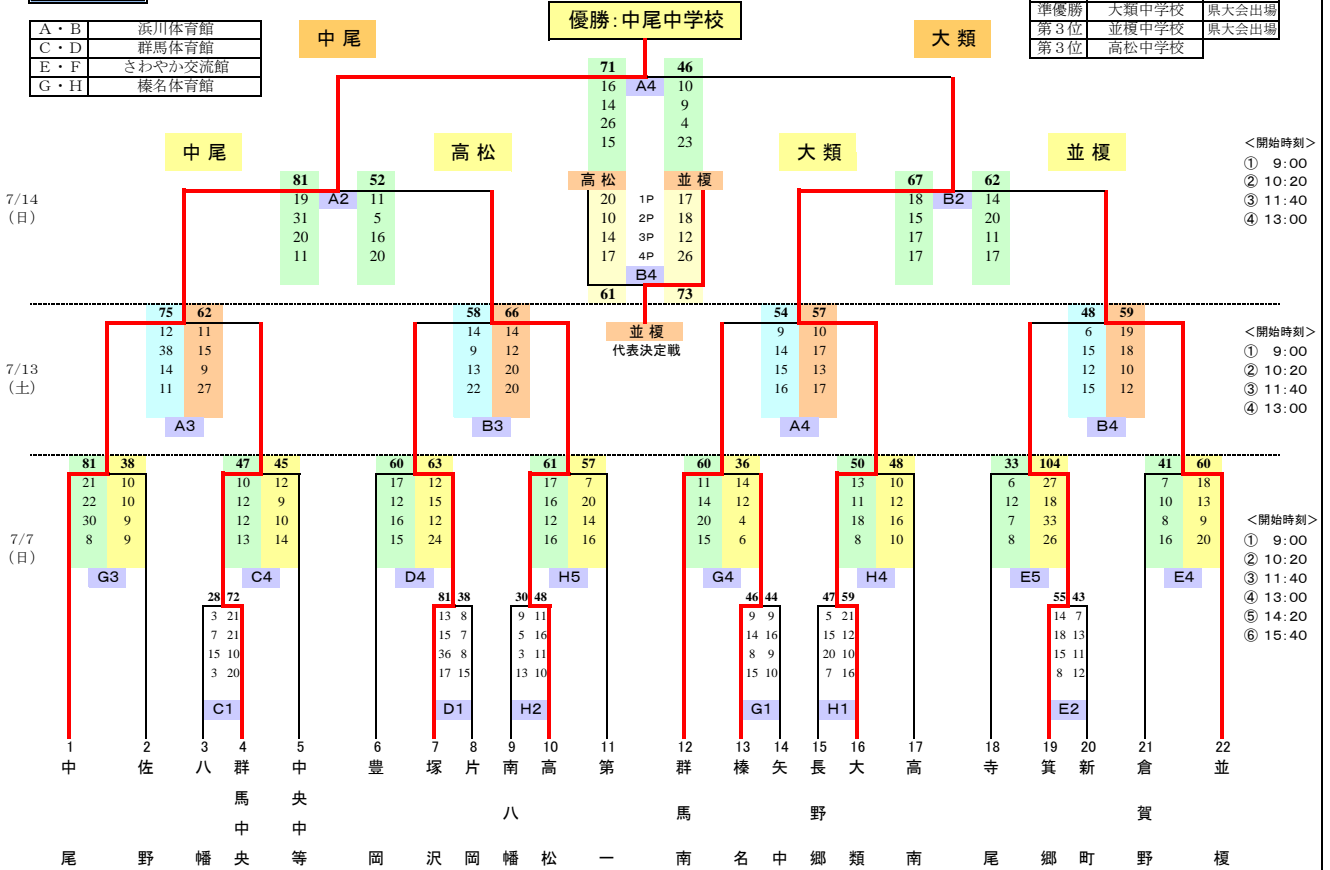 優勝:中尾中学校
準優勝 大類中学校 県大会出場
第3位 並榎中学校 県大会出場
第3位 高松中学校
A・B 浜川体育館
C・D 群馬体育館
E・F さわやか交流館
G・H 榛名体育館
中尾 大類
71 A4 46
16 10
14 9
26 4
15 23
中尾 高松 大類 並榎
7/14
(日)
81 A2 52
19 11
31 5
20 16
11 20
高松 並榎
20 1P 17
10 2P 18
14 3P 12
17 4P 26
B4
61 73
並榎
代表決定戦
67 B2 62
18 14
15 20
17 11
17 17
<開始時刻>
① 9:00
② 10:20
③ 11:40
④ 13:00
7/13
(土)
75 62
12 11
38 15
14 9
11 27
A3
58 66
14 14
9 12
13 20
22 20
B3
54 57
9 10
14 17
15 13
16 17
A4
48 59
6 19
15 18
12 10
15 12
B4
<開始時刻>
① 9:00
② 10:20
③ 11:40
④ 13:00
7/7
(日)
81 38
21 10
22 10
30 9
8 9
G3
47 45
10 12
12 9
12 10
13 14
C4
60 63
17 12
12 15
16 12
15 24
D4
61 57
17 7
16 20
12 14
16 16
H5
60 36
11 14
14 12
20 4
15 6
G4
50 48
13 10
11 12
18 16
8 10
H4
33 104
6 27
12 18
7 33
8 26
E5
41 60
7 18
10 13
8 9
16 20
E4
<開始時刻>
① 9:00
② 10:20
③ 11:40
④ 13:00
⑤ 14:20
⑥ 15:40
28 72
3 21
7 21
15 10
3 20
C1
81 38
13 8
15 7
36 8
17 15
D1
30 48
9 11
5 16
3 11
13 10
H2
46 44
9 9
14 16
8 9
15 10
G1
47 59
5 21
15 12
20 10
7 16
H1
55 43
14 7
18 13
15 11
8 12
E2
1 中尾
2 佐野
3 八幡
4 群馬中央
5 中央中等
6 豊岡
7 塚沢
8 片岡
9 南八幡
10 高松
11 第一
12 群馬南
13 榛名
14 矢中
15 長野郷
16 大類
17 高南
18 寺尾
19 箕郷
20 新町
21 倉賀野
22 並榎